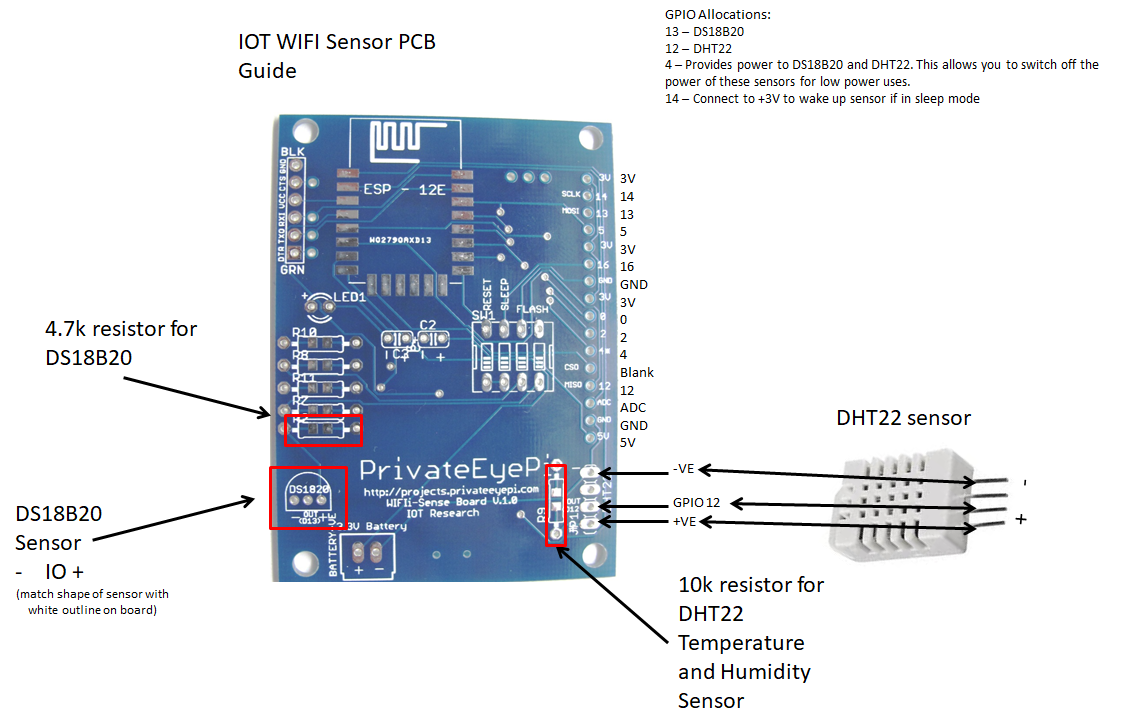 GPIO Allocations:
13 – DS18B20
12 – DHT22
4 – Provides power to DS18B20 and DHT22. This allows you to switch off the
power of these sensors for low power uses.
14 – Connect to +3V to wake up sensor if in sleep mode
IOT WIFI Sensor PCB
Guide
BLK
GND
CTS
VCC
RXI
TXO
DTR
GRN
ESP - 12E
LED1
+
R10
R8
R11
C2
RESET
SLEEP
FLASH
SW1
3V
SCLK 14
MOSI 13
5
3V
16
GND
3V
0
2
CSO
MISO 12
ADC
GND
5V
3V
14
13
5
3V
16
GND
3V
0
2
4
Blank
12
ADC
GND
5V
4.7k resistor for
DS18B20
DS18B20
Sensor
- IO +
(match shape of sensor with
white outline on board)
DS1820
OUT
(D13)
PrivateEyePi
http://projects.privateeyepi.com
WIFIi-Sense Board V.1.0
IOT Research
3.3V Battery
+ -
R9
-VE
GPIO 12
+VE
DHT22 sensor
-
+
10k resistor for
DHT22
Temperature
and Humidity
Sensor